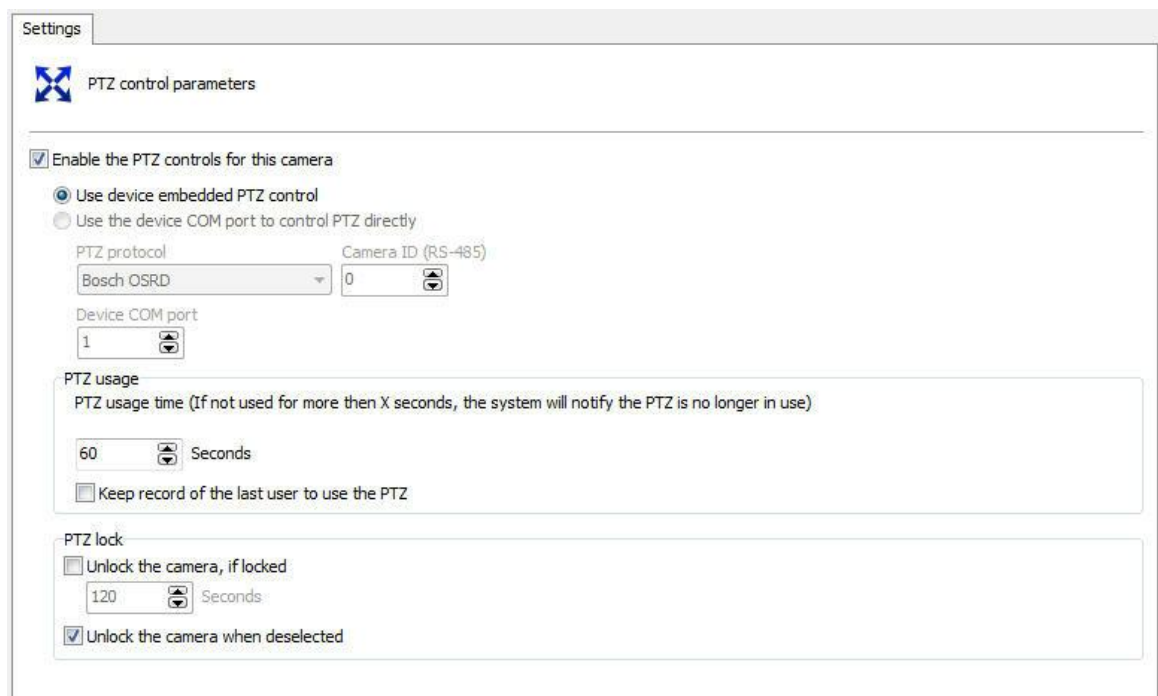 Settings
PTZ control parameters
Enable the PTZ controls for this camera
Use device embedded PTZ control
Use the device COM port to control PTZ directly
PTZ protocol Camera ID (RS-485)
Bosch OSRD 0
Device COM port
1
PTZ usage
PTZ usage time (If not used for more then X seconds, the system will notify the PTZ is no longer in use)
60 Seconds
Keep record of the last user to use the PTZ
PTZ lock
Unlock the camera, if locked
120 Seconds
Unlock the camera when deselected